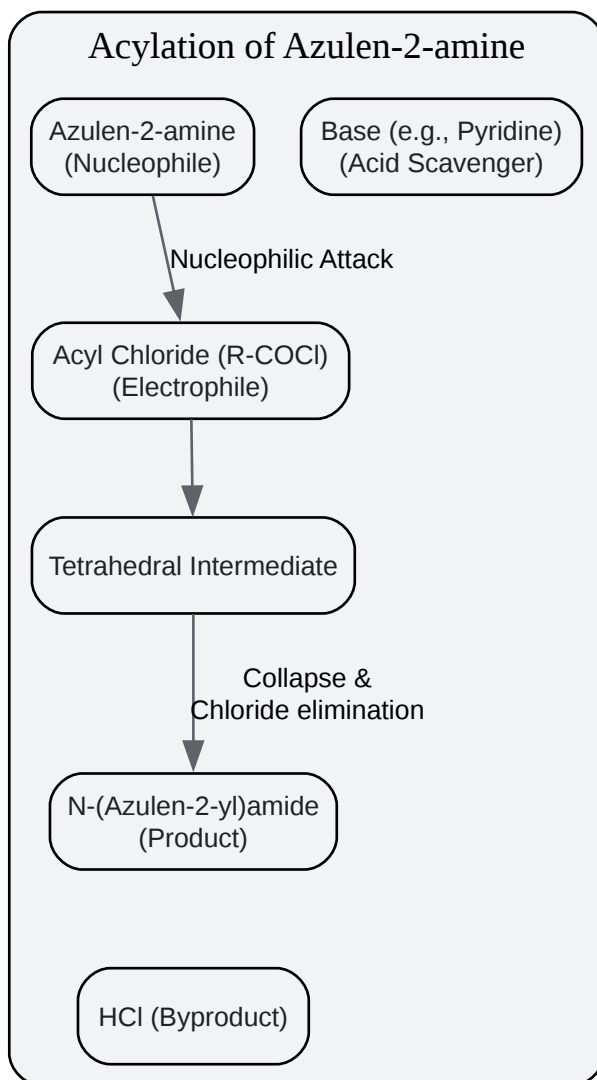 Acylation of Azulen-2-amine
Azulen-2-amine
(Nucleophile)
Base (e.g., Pyridine)
(Acid Scavenger)
Nucleophilic Attack
Acyl Chloride (R-COCl)
(Electrophile)
Tetrahedral Intermediate
Collapse &
Chloride elimination
N-(Azulen-2-yl)amide
(Product)
HCl (Byproduct)